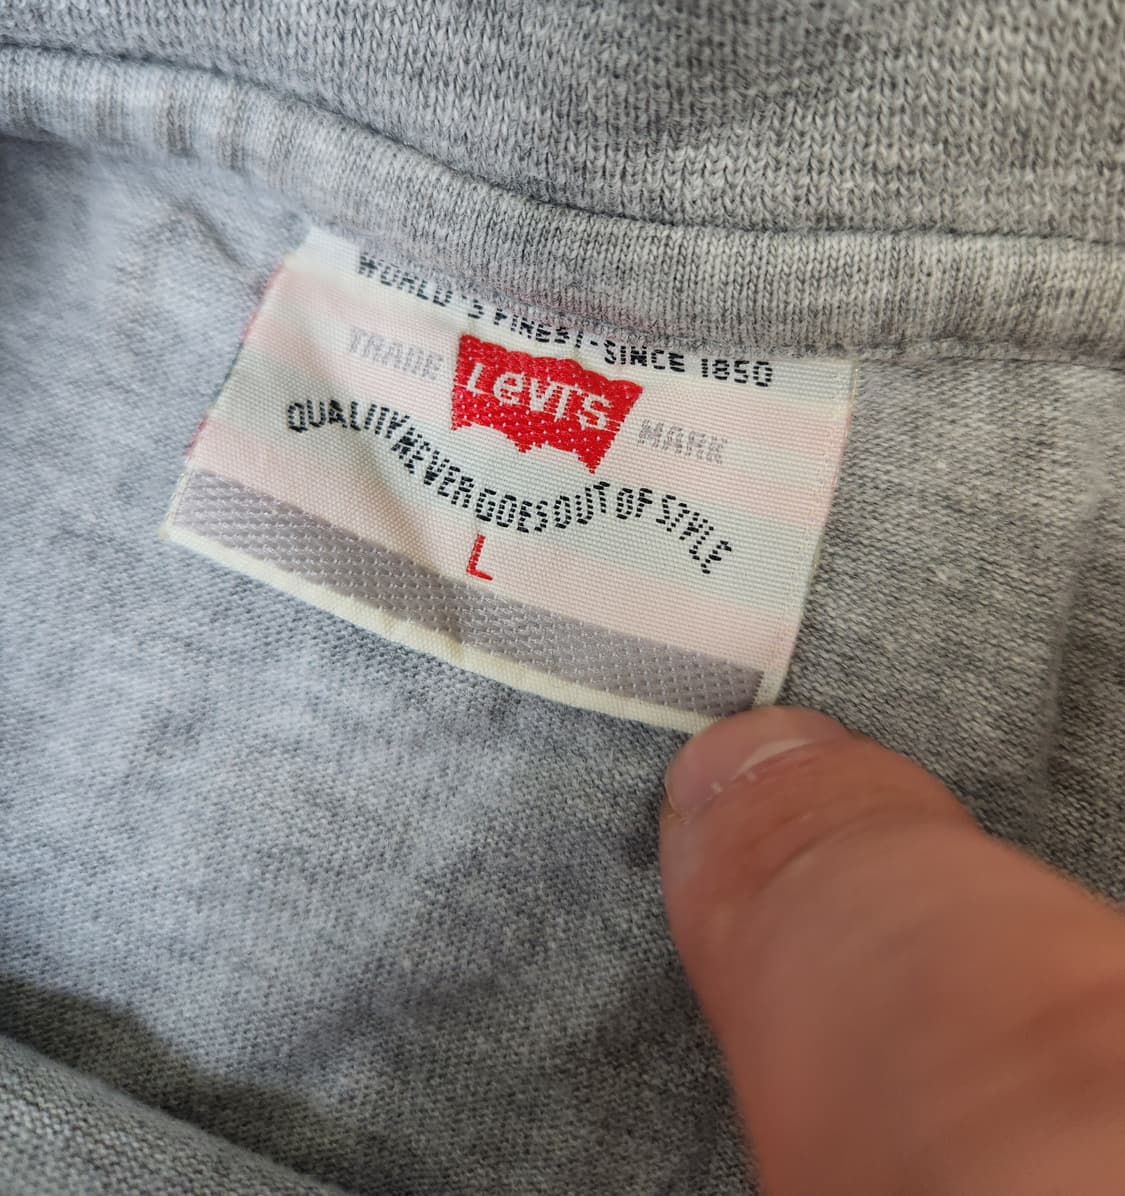 WORLD'S FINEST·SINCE 1850
TRADE LEVI'S MARK
QUALITY NEVER GOES OUT OF STYLE
L